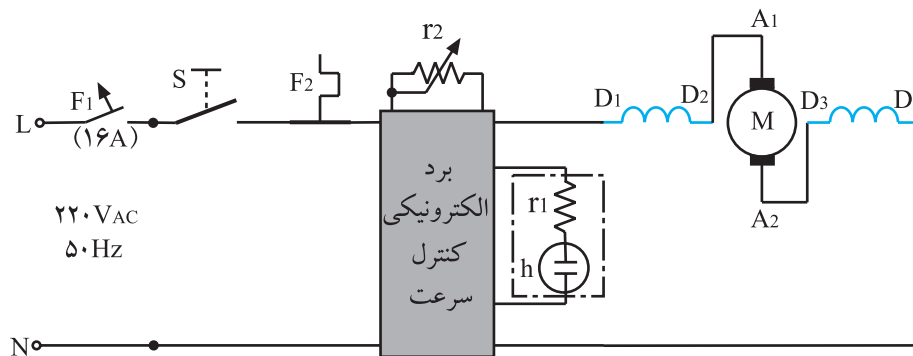 r2
A1
S
F2
F1
D1
D2
D3
D
L
(۱۶A)
M
برد
الکترونیکی
کنترل
سرعت
r1
h
A2
۲۲۰VAC
۵۰Hz
N